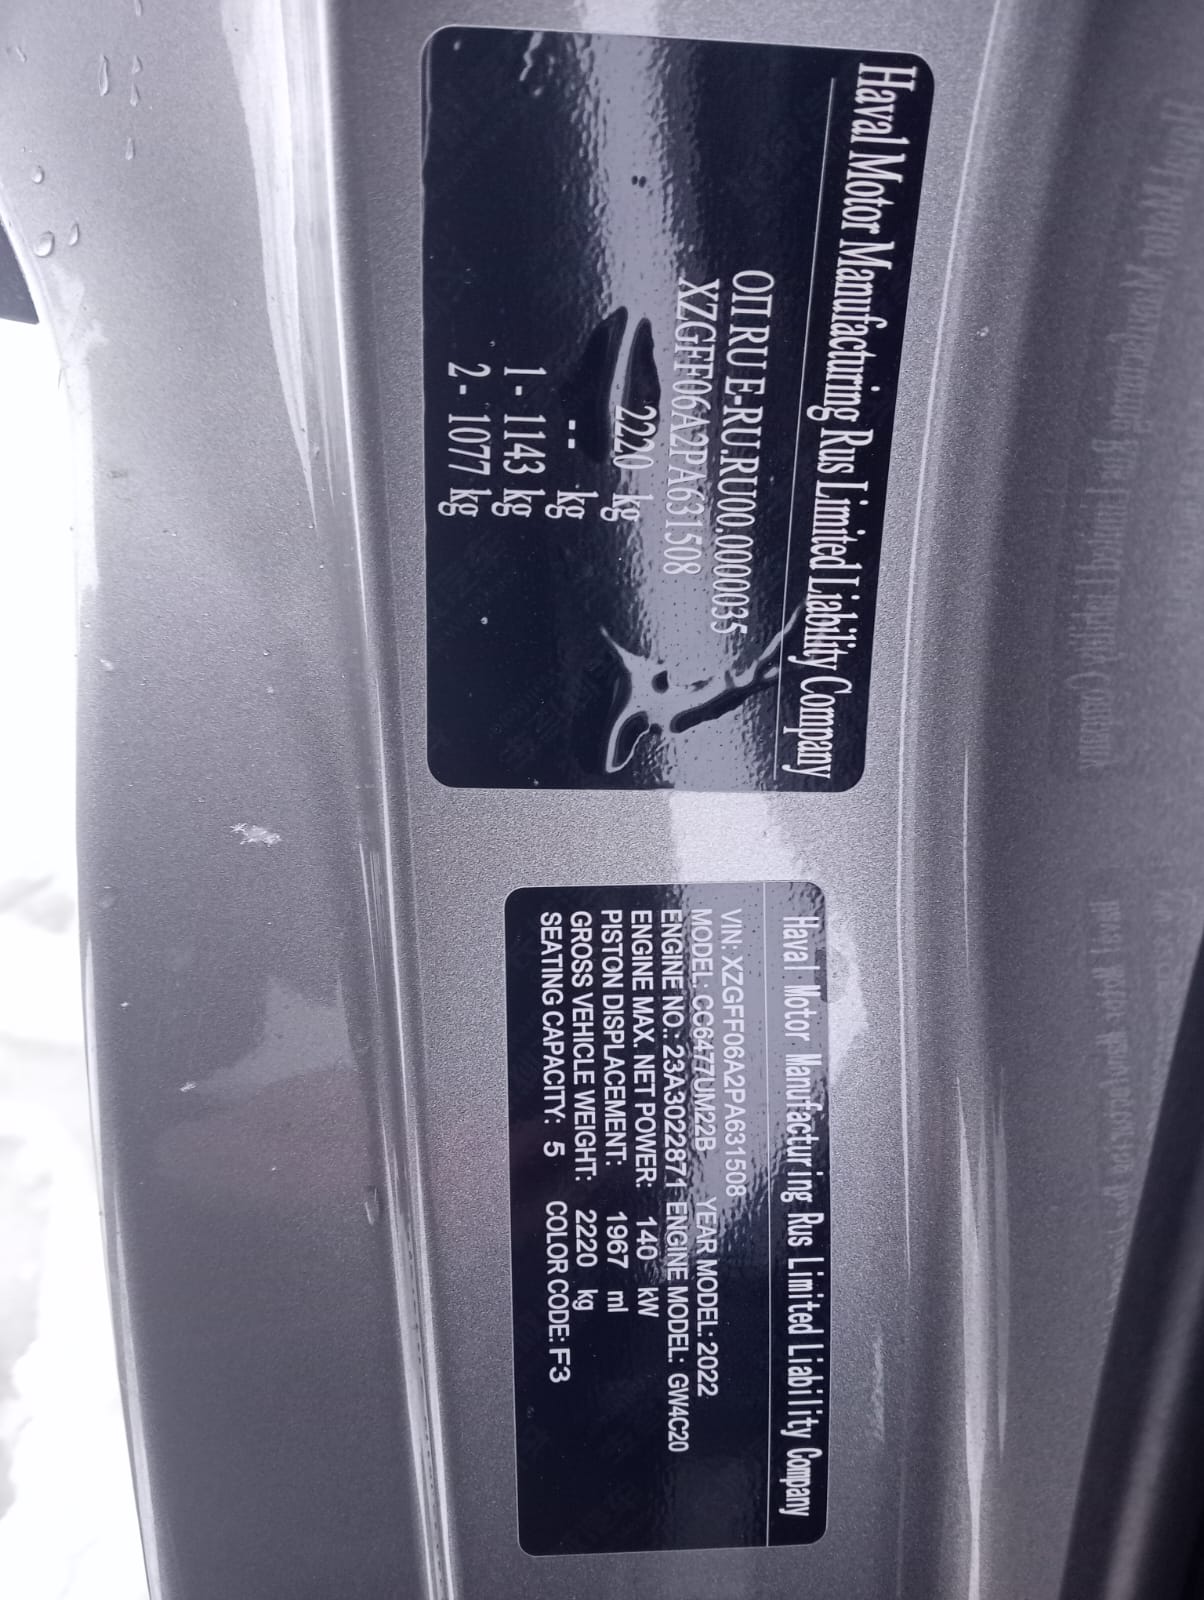 Haval Motor Manufacturing Rus Limited Liability Company
ОП RU E-RU.RU00.0000035
XZGFF06A2PA631508
2220 kg
-- kg
1- 1143 kg
2- 1077 kg
Haval Motor Manufacturing Rus Limited Liability Company
VIN: XZGFF06A2PA631508
MODEL: CC6477UM22B YEAR MODEL: 2022
ENGINE NO.: 23A3022871 ENGINE MODEL: GW4C20
ENGINE MAX. NET POWER: 140 kW
PISTON DISPLACEMENT: 1967 ml
GROSS VEHICLE WEIGHT: 2220 kg
SEATING CAPACITY: 5 COLOR CODE: F3